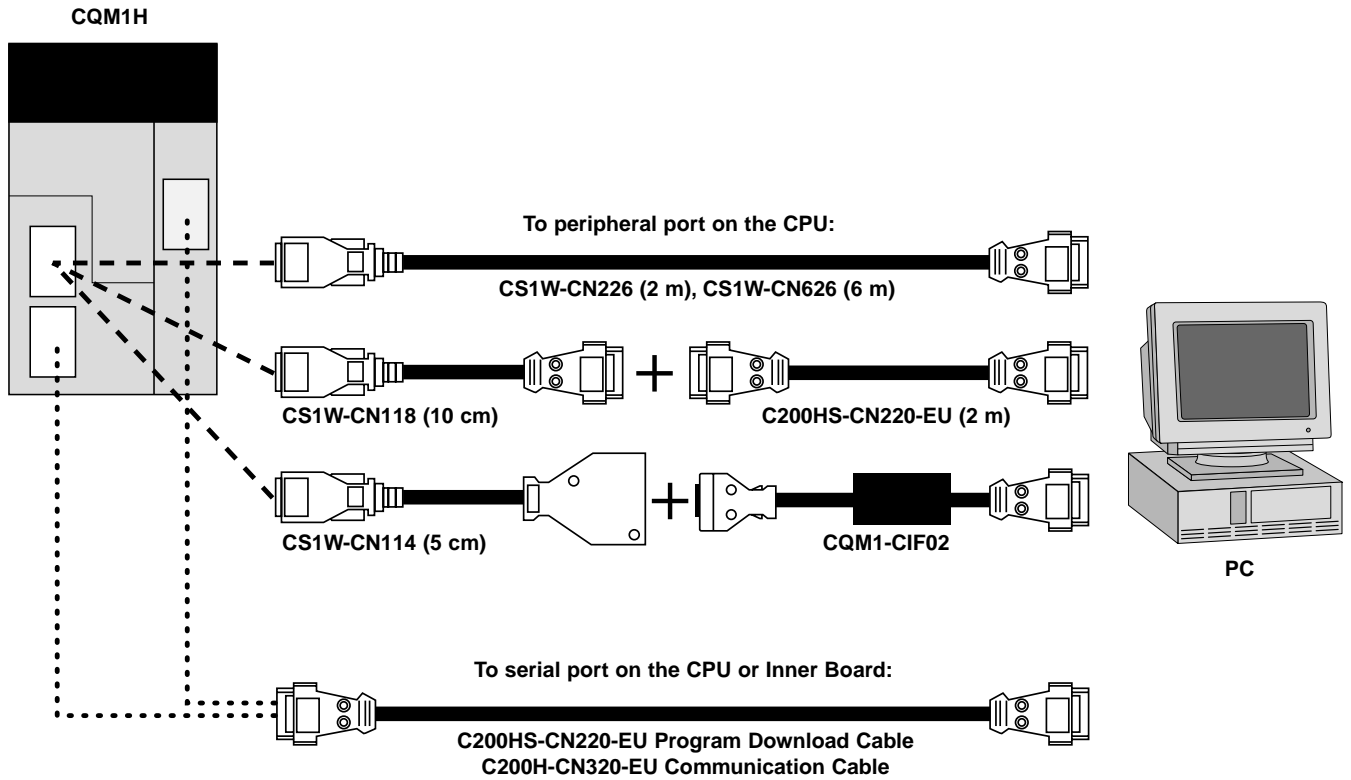 CQM1H
To peripheral port on the CPU:
CS1W-CN226 (2 m), CS1W-CN626 (6 m)
CS1W-CN118 (10 cm)
C200HS-CN220-EU (2 m)
CS1W-CN114 (5 cm)
CQM1-CIF02
PC
To serial port on the CPU or Inner Board:
C200HS-CN220-EU Program Download Cable
C200H-CN320-EU Communication Cable